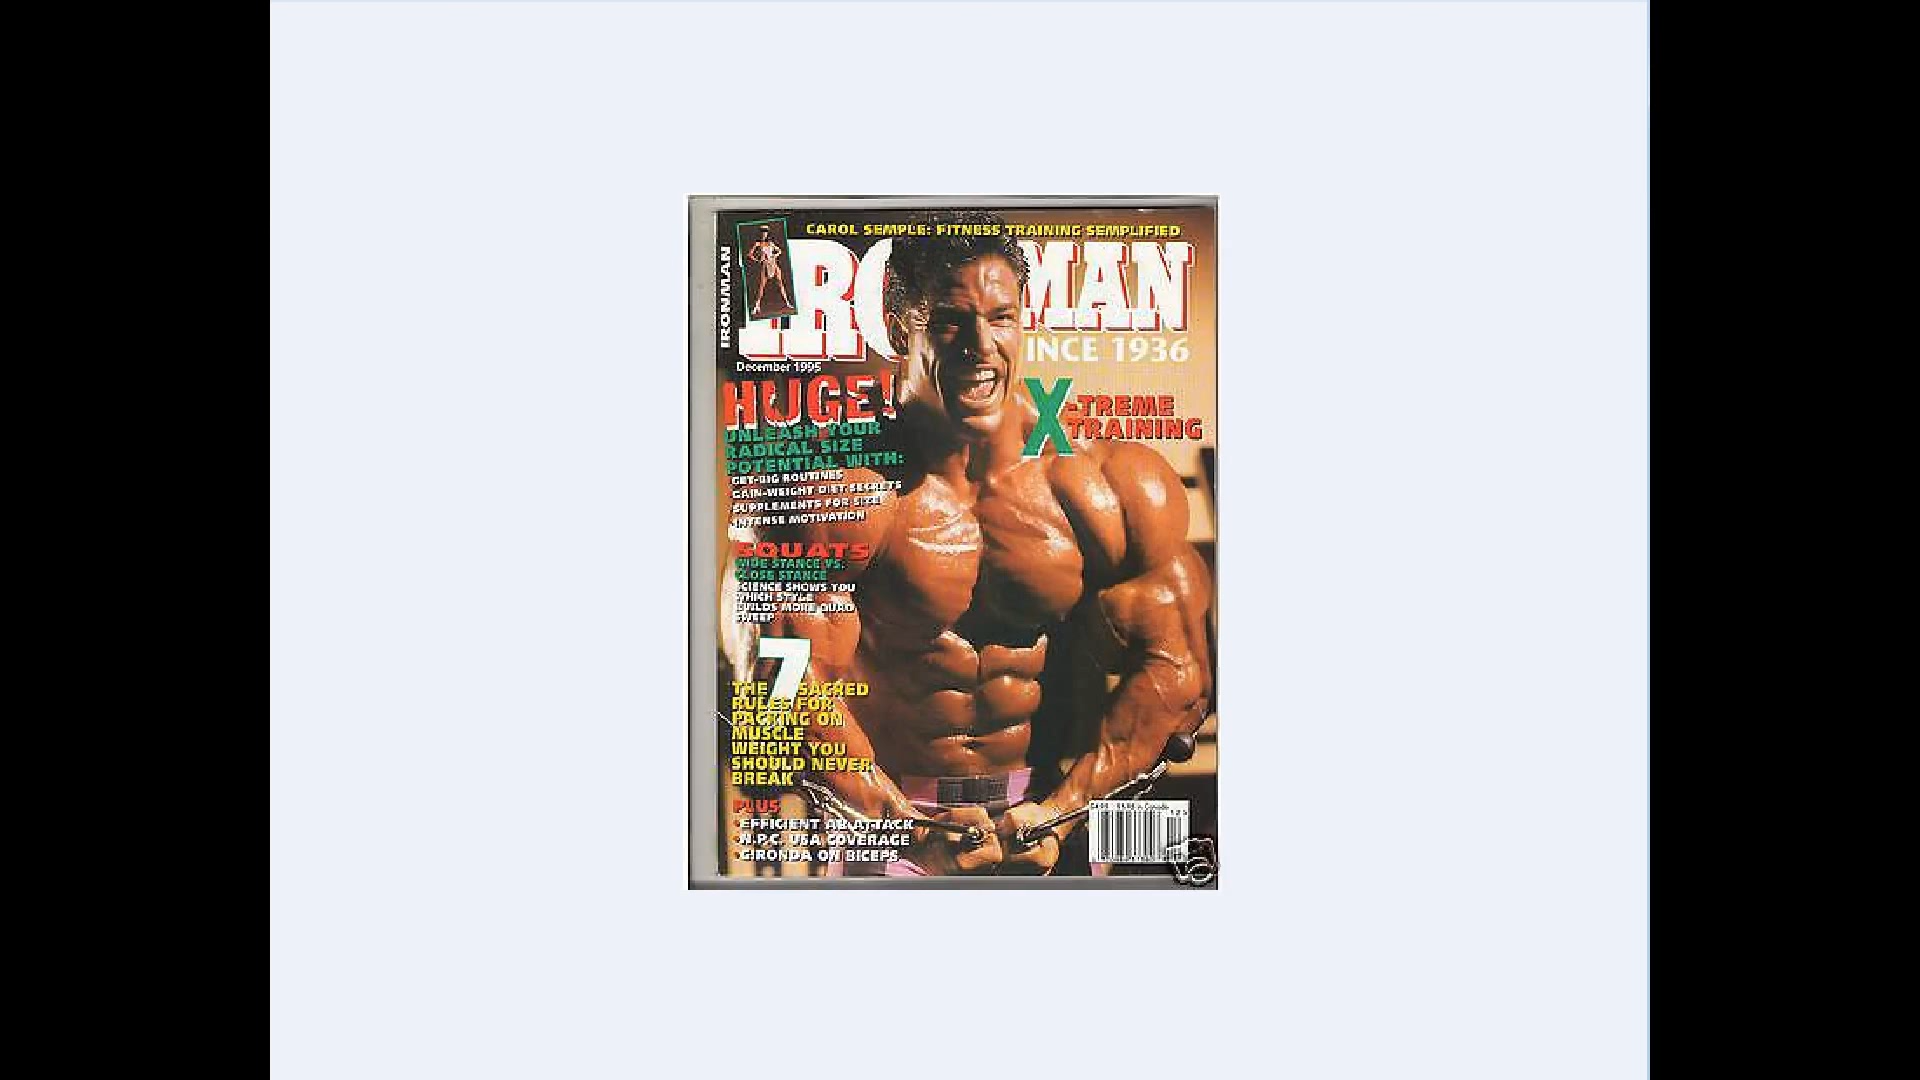 CAROL SEMPLE: FITNESS TRAINING SEMPLIFIED
IRONMAN
IRO MAN
INCE 1936
December 1995
HUGE!
UNLEASH YOUR
RADICAL SIZE
POTENTIAL WITH:
GET-BIG ROUTINES
GAIN-WEIGHT DIET SECRETS
SUPPLEMENTS FOR SIZE
INTENSE MOTIVATION
X-TREME
TRAINING
SQUATS
WIDE STANCE VS.
CLOSE STANCE
SCIENCE SHOWS YOU
WHICH STYLE
BUILDS MORE QUAD
SWEEP
THE 7 SACRED
RULES FOR
PACKING ON
MUSCLE
WEIGHT YOU
SHOULD NEVER
BREAK
PLUS
•EFFICIENT AB ATTACK
•N.P.C. USA COVERAGE
•GIRONDA ON BICEPS